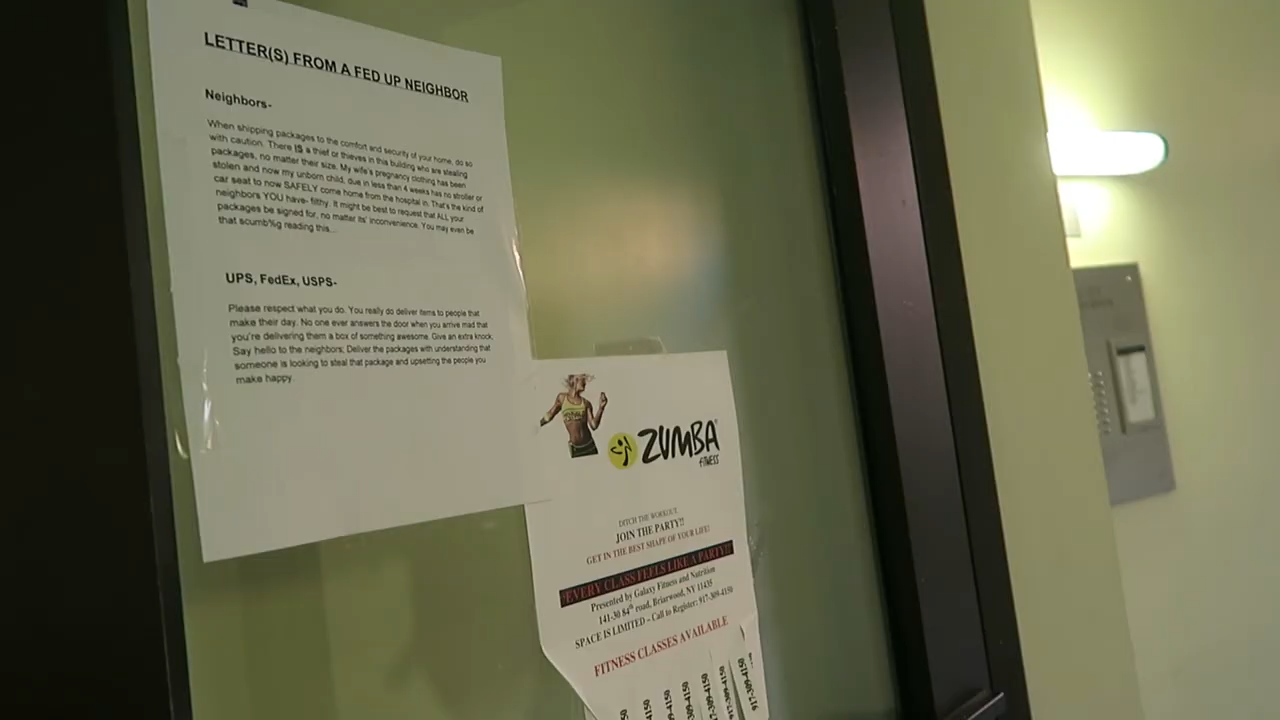 LETTER(S) FROM A FED UP NEIGHBOR
Neighbors-
When shipping packages to the comfort and security of your home, do so
with caution. There IS a thief or thieves in this building who are stealing
packages, no matter their size. My wife's pregnancy clothing has been
stolen and now my unborn child, due in less than 4 weeks has no stroller or
car seat to now SAFELY come home from the hospital in. That's the kind of
neighbors YOU have- filthy. It might be best to request that ALL your
packages be signed for, no matter its' inconvenience. You may even be
that scumb%g reading this...
UPS, FedEx, USPS-
Please respect what you do. You really do deliver items to people that
make their day. No one ever answers the door when you arrive mad that
you're delivering them a box of something awesome. Give an extra knock.
Say hello to the neighbors; Deliver the packages with understanding that
someone is looking to steal that package and upsetting the people you
make happy.
ZUMBA
fitness
DITCH THE WORKOUT,
JOIN THE PARTY!!
GET IN THE BEST SHAPE OF YOUR LIFE!
"EVERY CLASS FEELS LIKE A PARTY!!"
Presented by Galaxy Fitness and Nutrition
141-30 84th road, Briarwood, NY 11435
SPACE IS LIMITED – Call to Register: 917-309-4150
FITNESS CLASSES AVAILABLE
917-309-4150
917-309-4150